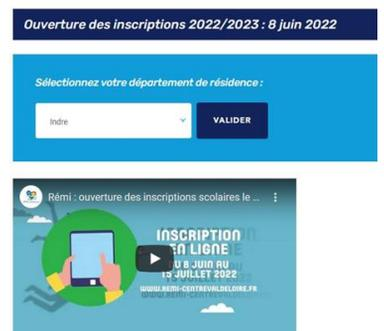 Ouverture des inscriptions 2022/2023 : 8 juin 2022
Sélectionnez votre département de résidence :
Indre
VALIDER
Rémi : ouverture des inscriptions scolaires le ...
INSCRIPTION
EN LIGNE
DU 8 JUIN AU
15 JUILLET 2022
WWW.REMI-CENTREVALDELOIRE.FR